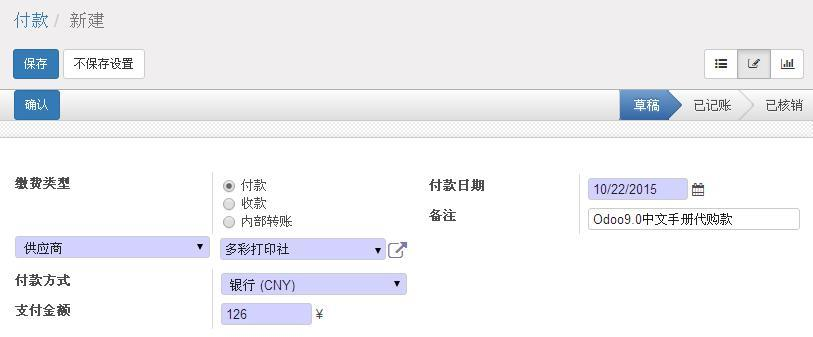 付款 / 新建
保存 不保存设置
确认 草稿 已记账 已核销
缴费类型 付款 付款日期 10/22/2015
收款
内部转账 备注 Odoo9.0中文手册代购款
供应商 多彩打印社
付款方式 银行 (CNY)
支付金额 126 ¥